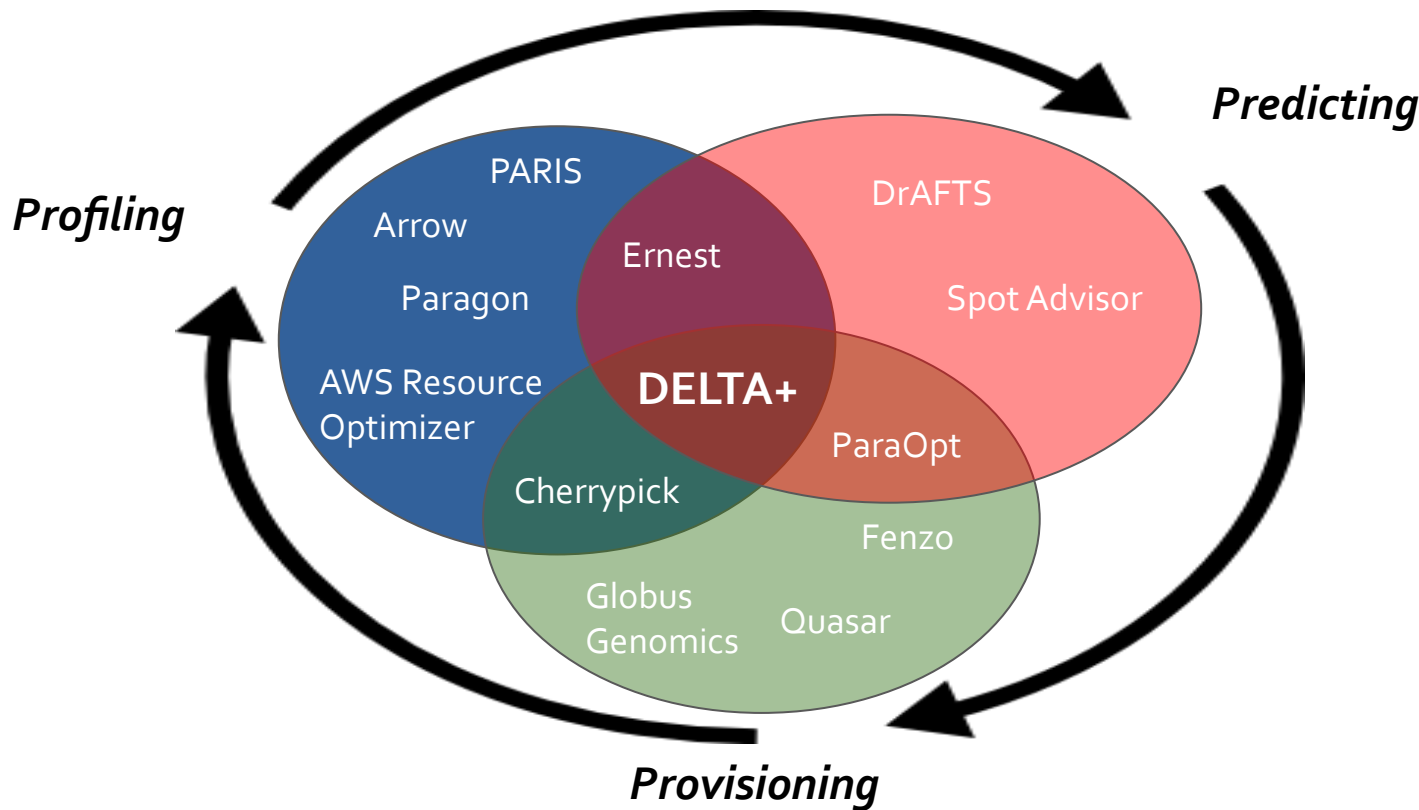 Predicting
PARIS
DrAFTS
Profiling
Arrow
Ernest
Paragon
Spot Advisor
AWS Resource
Optimizer
DELTA+
ParaOpt
Cherrypick
Fenzo
Globus
Genomics
Quasar
Provisioning